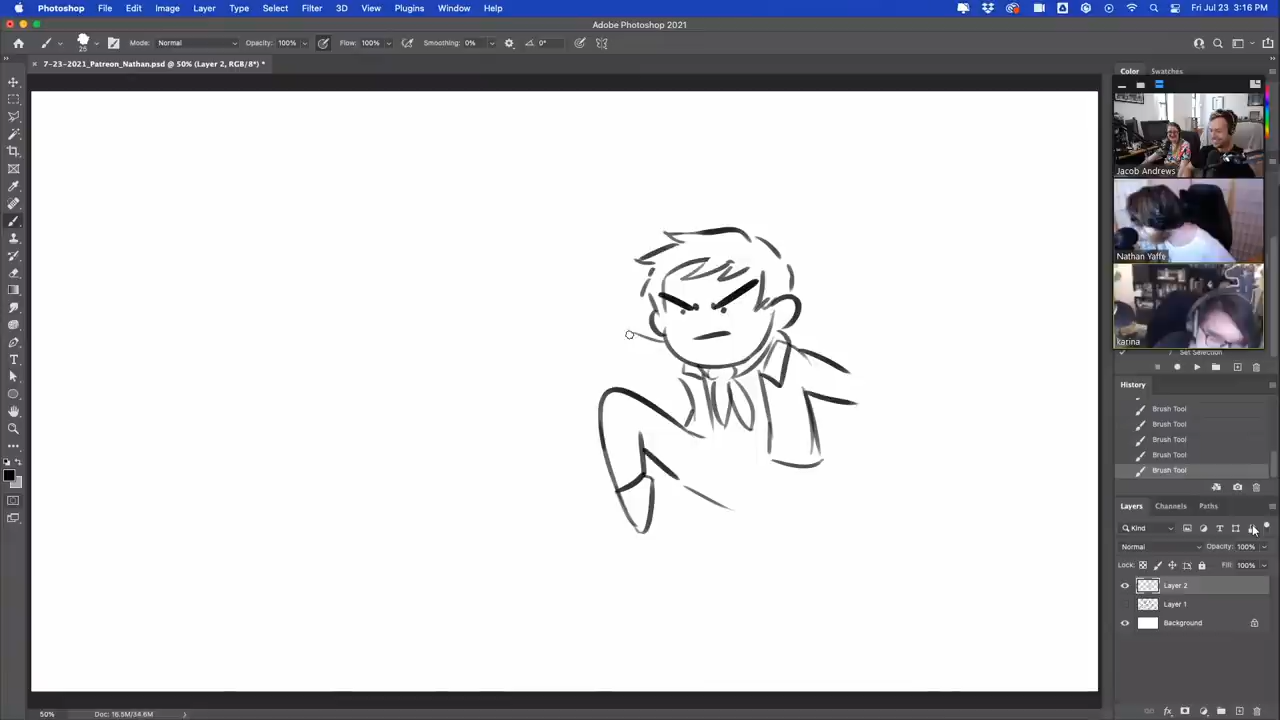 Photoshop File Edit Image Layer Type Select Filter 3D View Plugins Window Help Fri Jul 23 3:16 PM
Adobe Photoshop 2021
25 Mode: Normal Opacity: 100% Flow: 100% Smoothing: 0% 0°
7-23-2021_Patreon_Nathan.psd @ 50% (Layer 2, RGB/8*) *
Color Swatches
Jacob Andrews
Nathan Yaffe
karina
Set Selection
History
Brush Tool
Brush Tool
Brush Tool
Brush Tool
Brush Tool
Layers Channels Paths
Kind
Normal Opacity: 100%
Lock: Fill: 100%
Layer 2
Layer 1
Background
50% Doc: 16.5M/34.6M